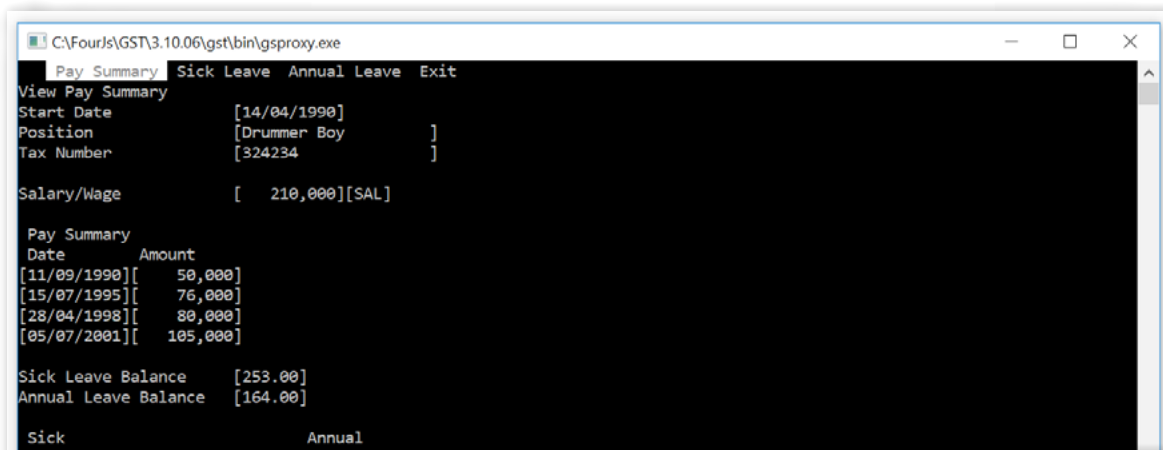 C:\FourJs\GST\3.10.06\gst\bin\gsproxy.exe
Pay Summary  Sick Leave  Annual Leave  Exit
View Pay Summary
Start Date             [14/04/1990]
Position               [Drummer Boy         ]
Tax Number             [324234              ]
Salary/Wage            [   210,000][SAL]
Pay Summary
Date        Amount
[11/09/1990][    50,000]
[15/07/1995][    76,000]
[28/04/1998][    80,000]
[05/07/2001][   105,000]
Sick Leave Balance     [253.00]
Annual Leave Balance   [164.00]
Sick                           Annual